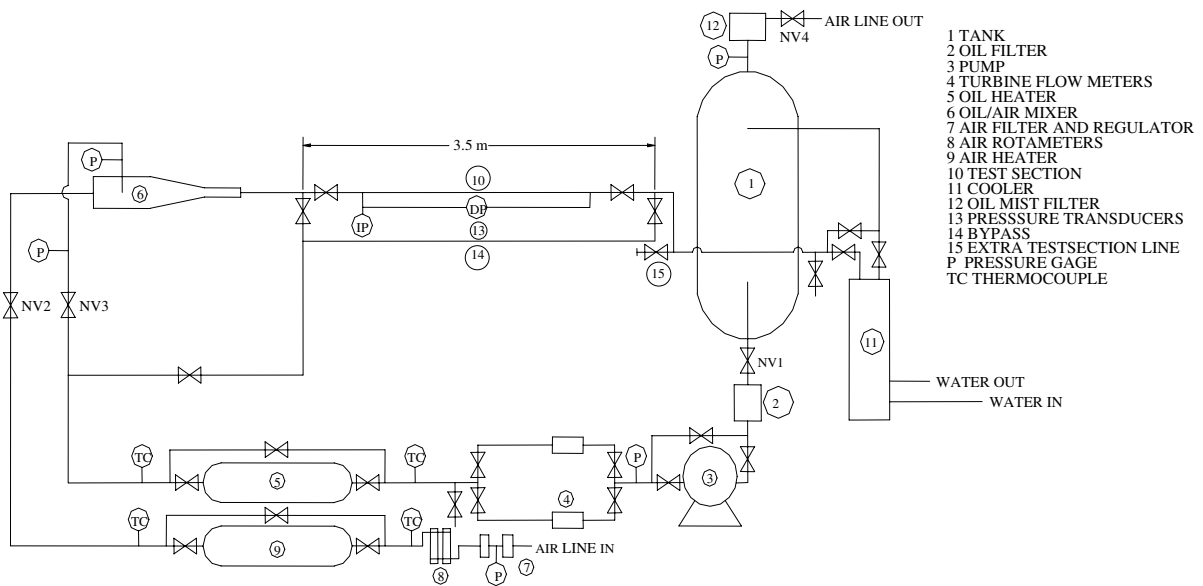 12
AIR LINE OUT
NV4
P
1 TANK
2 OIL FILTER
3 PUMP
4 TURBINE FLOW METERS
5 OIL HEATER
6 OIL/AIR MIXER
7 AIR FILTER AND REGULATOR
8 AIR ROTAMETERS
9 AIR HEATER
10 TEST SECTION
11 COOLER
12 OIL MIST FILTER
13 PRESSSURE TRANSDUCERS
14 BYPASS
15 EXTRA TESTSECTION LINE
P PRESSURE GAGE
TC THERMOCOUPLE
3.5 m
P
6
10
1
DP
IP
13
14
P
15
NV2
NV3
11
NV1
WATER OUT
WATER IN
2
TC
TC
P
5
3
4
TC
TC
9
8
P
7
AIR LINE IN